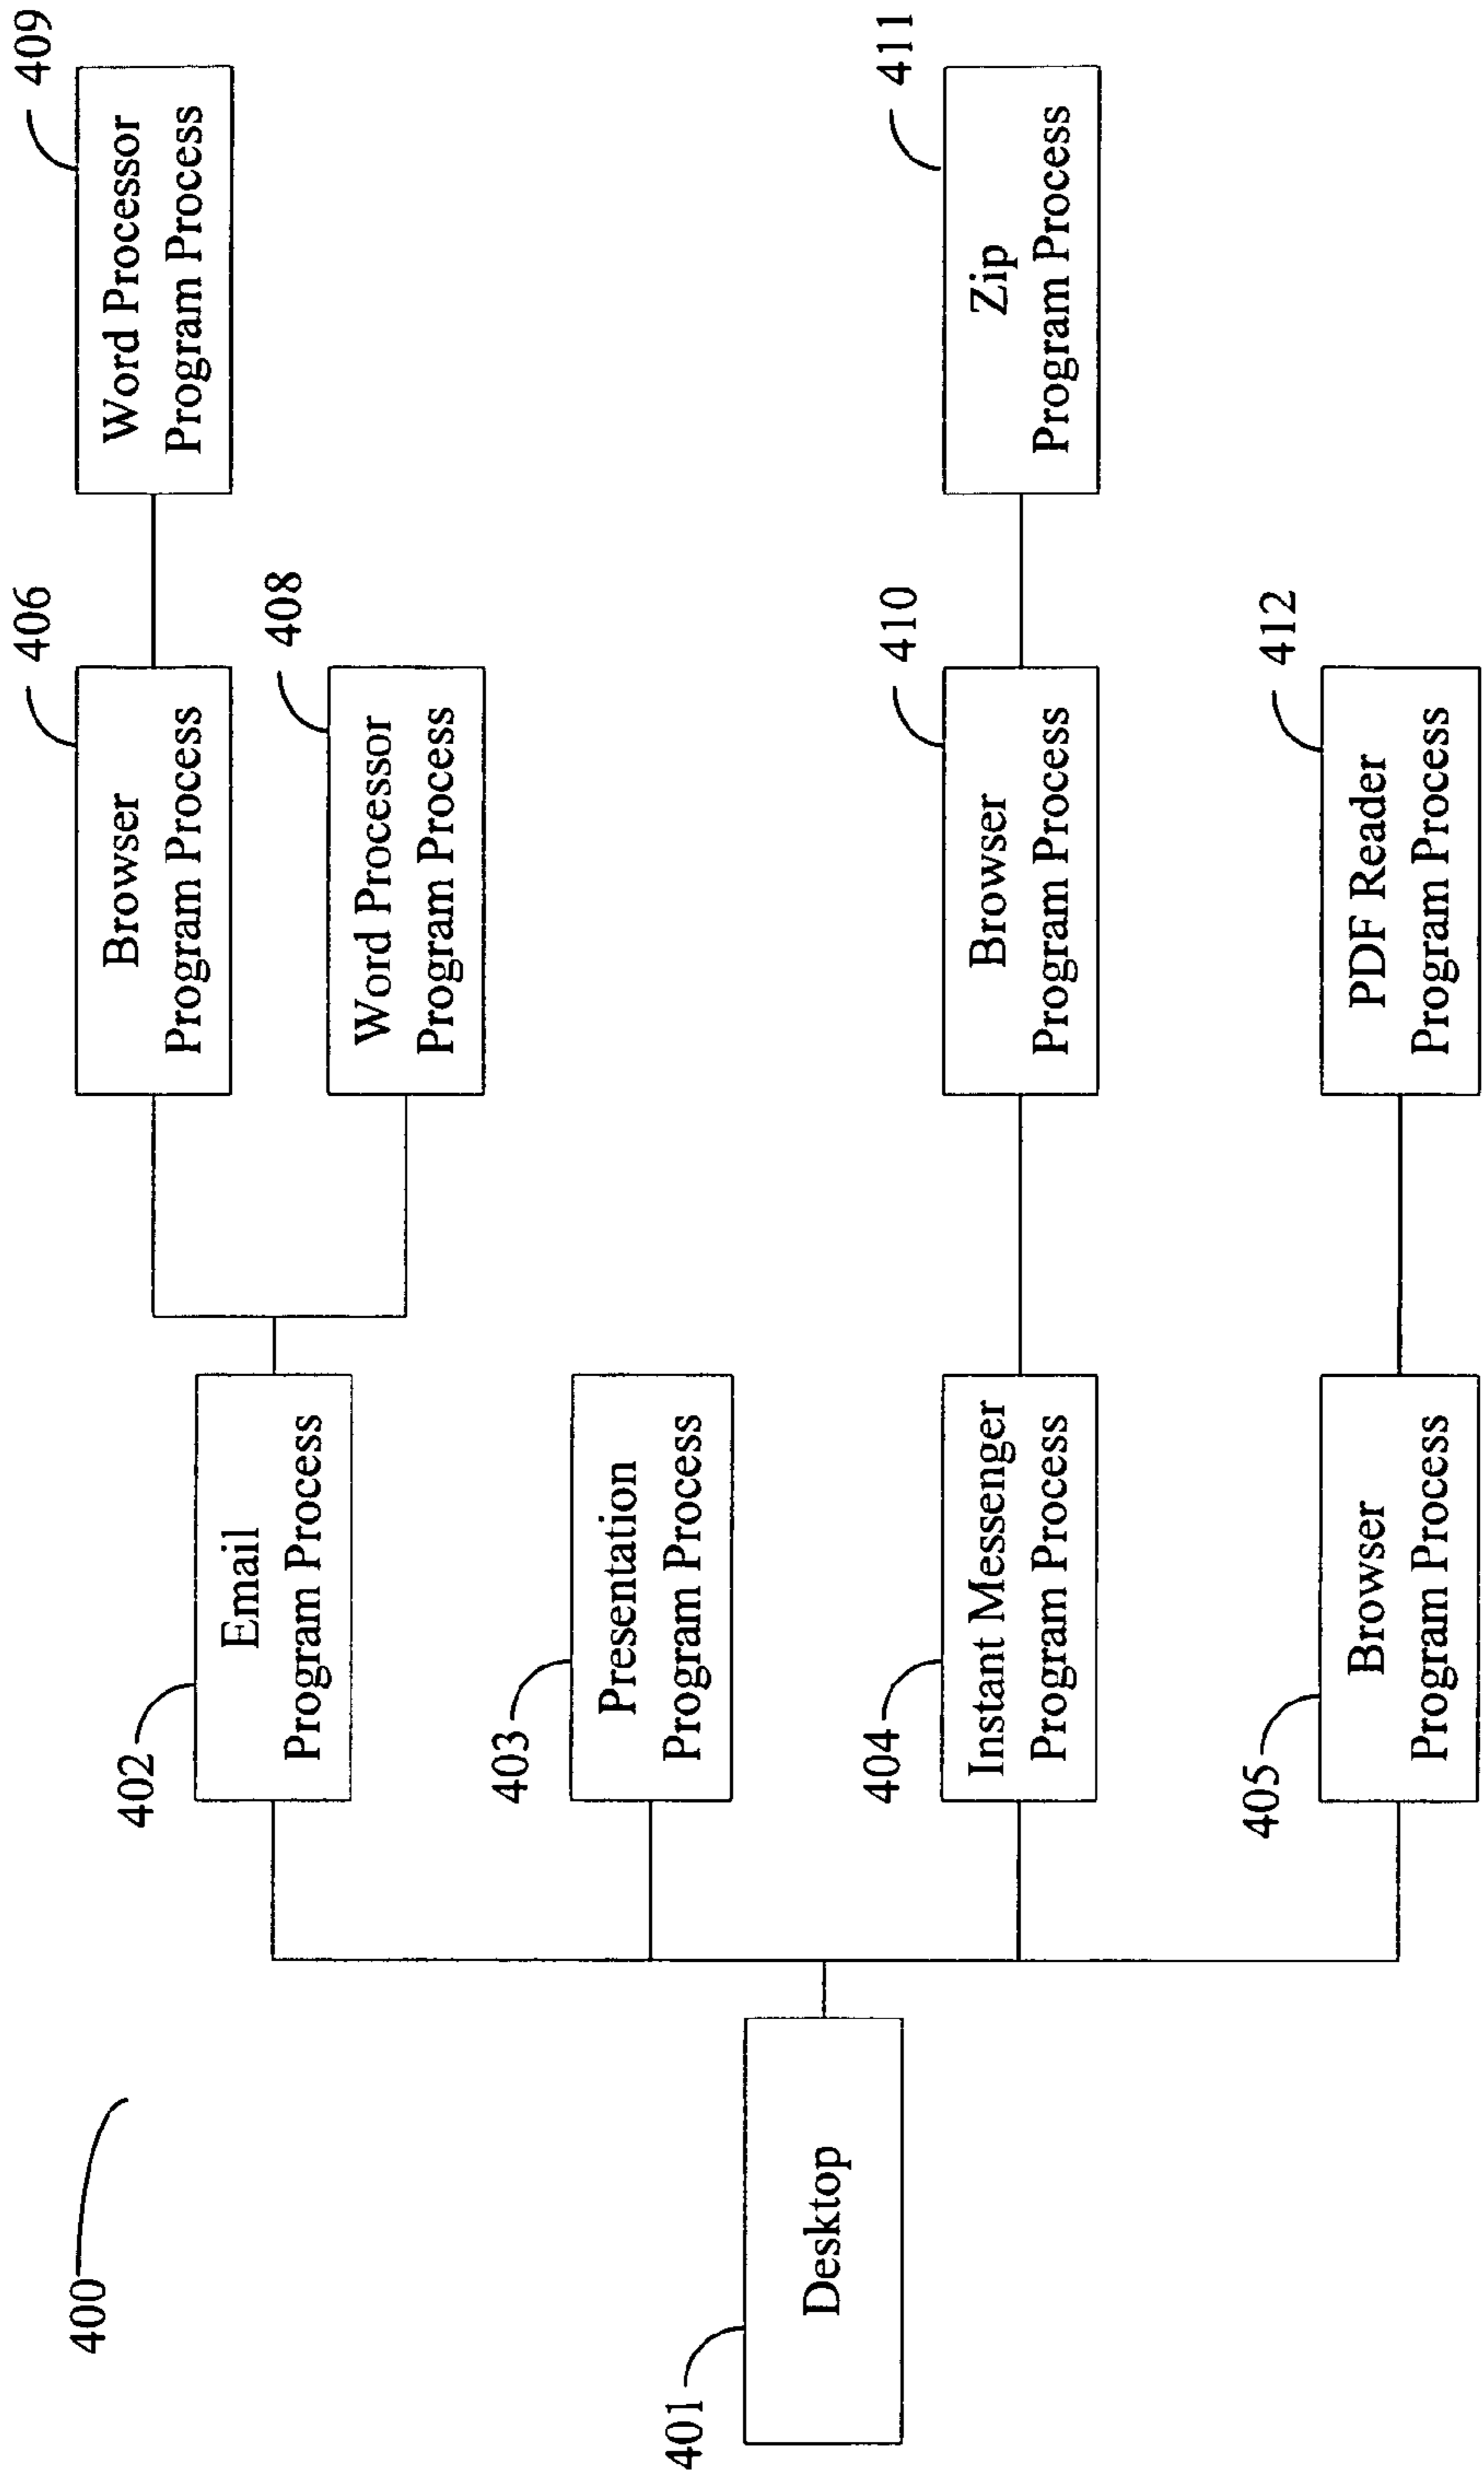 400
401
Desktop
402
Email
Program Process
403
Presentation
Program Process
404
Instant Messenger
Program Process
405
Browser
Program Process
406
Browser
Program Process
408
Word Processor
Program Process
410
Browser
Program Process
412
PDF Reader
Program Process
409
Word Processor
Program Process
411
Zip
Program Process